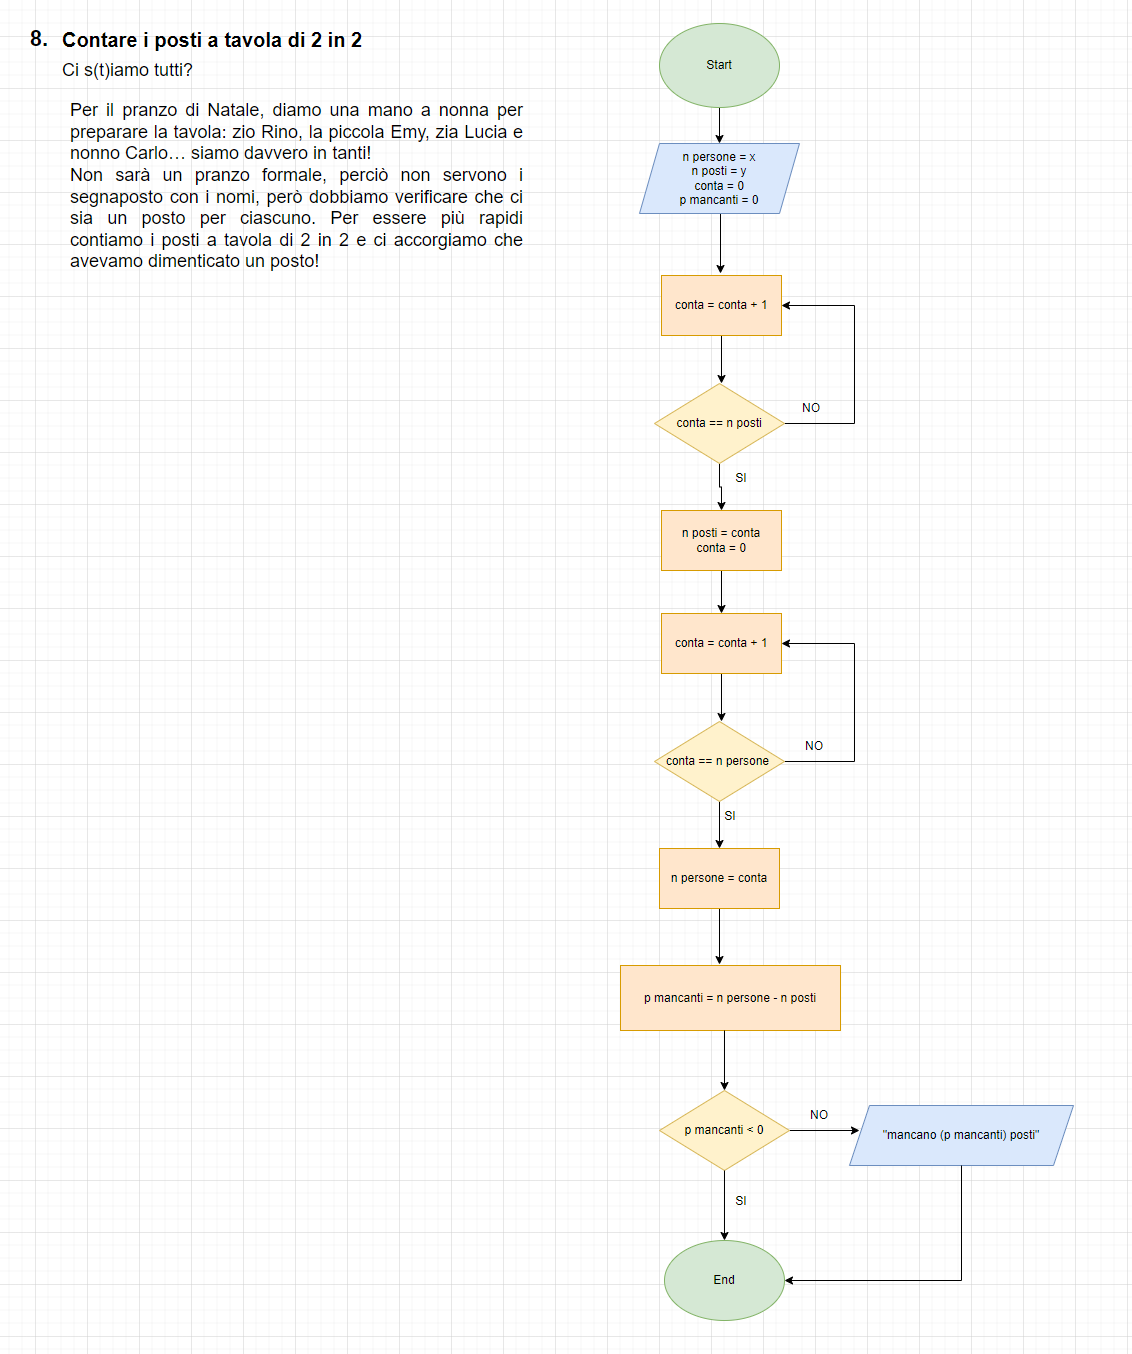 8. Contare i posti a tavola di 2 in 2
Ci s(t)iamo tutti?
Per il pranzo di Natale, diamo una mano a nonna per
preparare la tavola: zio Rino, la piccola Emy, zia Lucia e
nonno Carlo… siamo davvero in tanti!
Non sarà un pranzo formale, perciò non servono i
segnaposto con i nomi, però dobbiamo verificare che ci
sia un posto per ciascuno. Per essere più rapidi
contiamo i posti a tavola di 2 in 2 e ci accorgiamo che
avevamo dimenticato un posto!
Start
n persone = x
n posti = y
conta = 0
p mancanti = 0
conta = conta + 1
conta == n posti
NO
SI
n posti = conta
conta = 0
conta = conta + 1
conta == n persone
NO
SI
n persone = conta
p mancanti = n persone - n posti
p mancanti < 0
NO
"mancano (p mancanti) posti"
SI
End